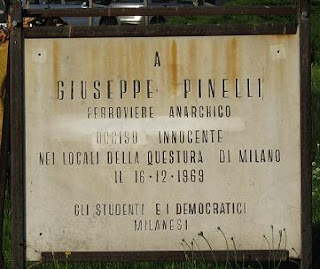 A
GIUSEPPE PINELLI
FERROVIERE ANARCHICO
UCCISO INNOCENTE
NEI LOCALI DELLA QUESTURA DI MILANO
IL 16-12-1969
GLI STUDENTI E I DEMOCRATICI
MILANESI